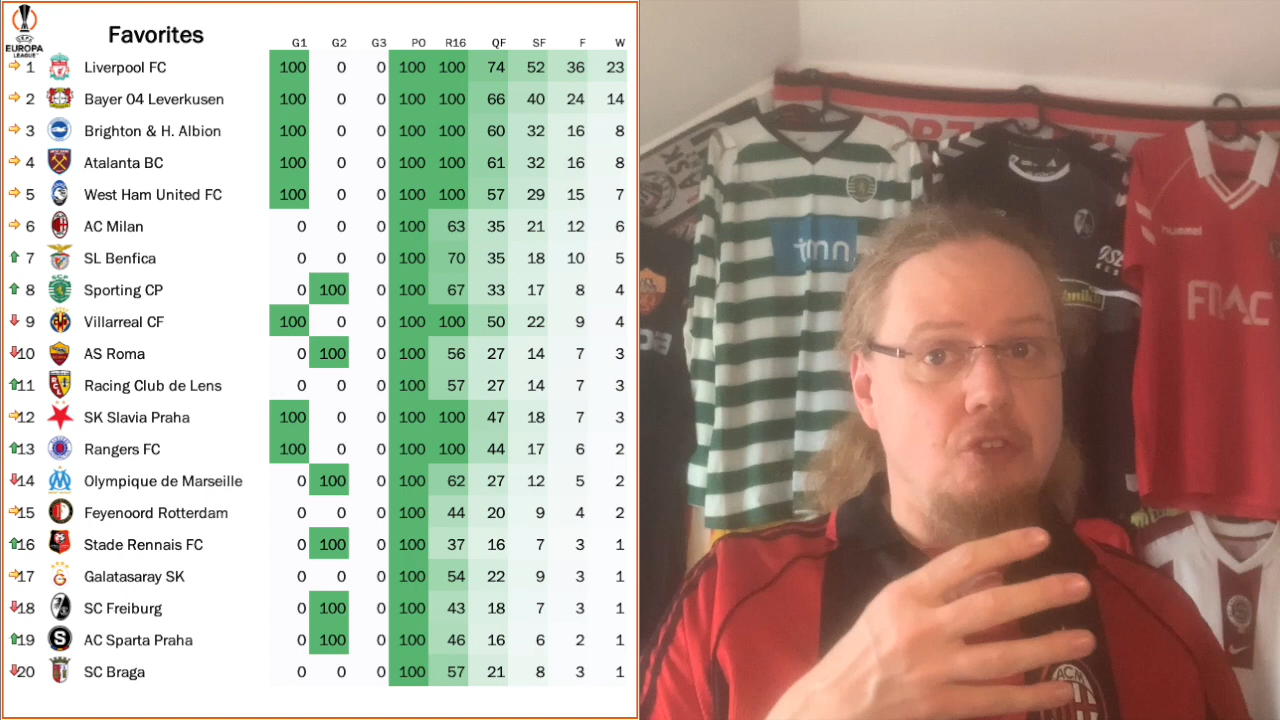 EUROPA
LEAGUE
Favorites
G1 G2 G3 PO R16 QF SF F W
1 Liverpool FC 100 0 0 100 100 74 52 36 23
2 Bayer 04 Leverkusen 100 0 0 100 100 66 40 24 14
3 Brighton & H. Albion 100 0 0 100 100 60 32 16 8
4 Atalanta BC 100 0 0 100 100 61 32 16 8
5 West Ham United FC 100 0 0 100 100 57 29 15 7
6 AC Milan 0 0 0 100 63 35 21 12 6
7 SL Benfica 0 0 0 100 70 35 18 10 5
8 Sporting CP 0 100 0 100 67 33 17 8 4
9 Villarreal CF 100 0 0 100 100 50 22 9 4
10 AS Roma 0 100 0 100 56 27 14 7 3
11 Racing Club de Lens 0 0 0 100 57 27 14 7 3
12 SK Slavia Praha 100 0 0 100 100 47 18 7 3
13 Rangers FC 100 0 0 100 100 44 17 6 2
14 Olympique de Marseille 0 100 0 100 62 27 12 5 2
15 Feyenoord Rotterdam 0 0 0 100 44 20 9 4 2
16 Stade Rennais FC 0 100 0 100 37 16 7 3 1
17 Galatasaray SK 0 0 0 100 54 22 9 3 1
18 SC Freiburg 0 100 0 100 43 18 7 3 1
19 AC Sparta Praha 0 100 0 100 46 16 6 2 1
20 SC Braga 0 0 0 100 57 21 8 3 1
tmn
hummel
ACM